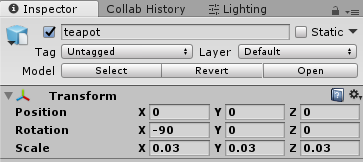 Inspector Collab History Lighting
teapot Static
Tag Untagged Layer Default
Model Select Revert Open
Transform
Position X 0 Y 0 Z 0
Rotation X -90 Y 0 Z 0
Scale X 0.03 Y 0.03 Z 0.03